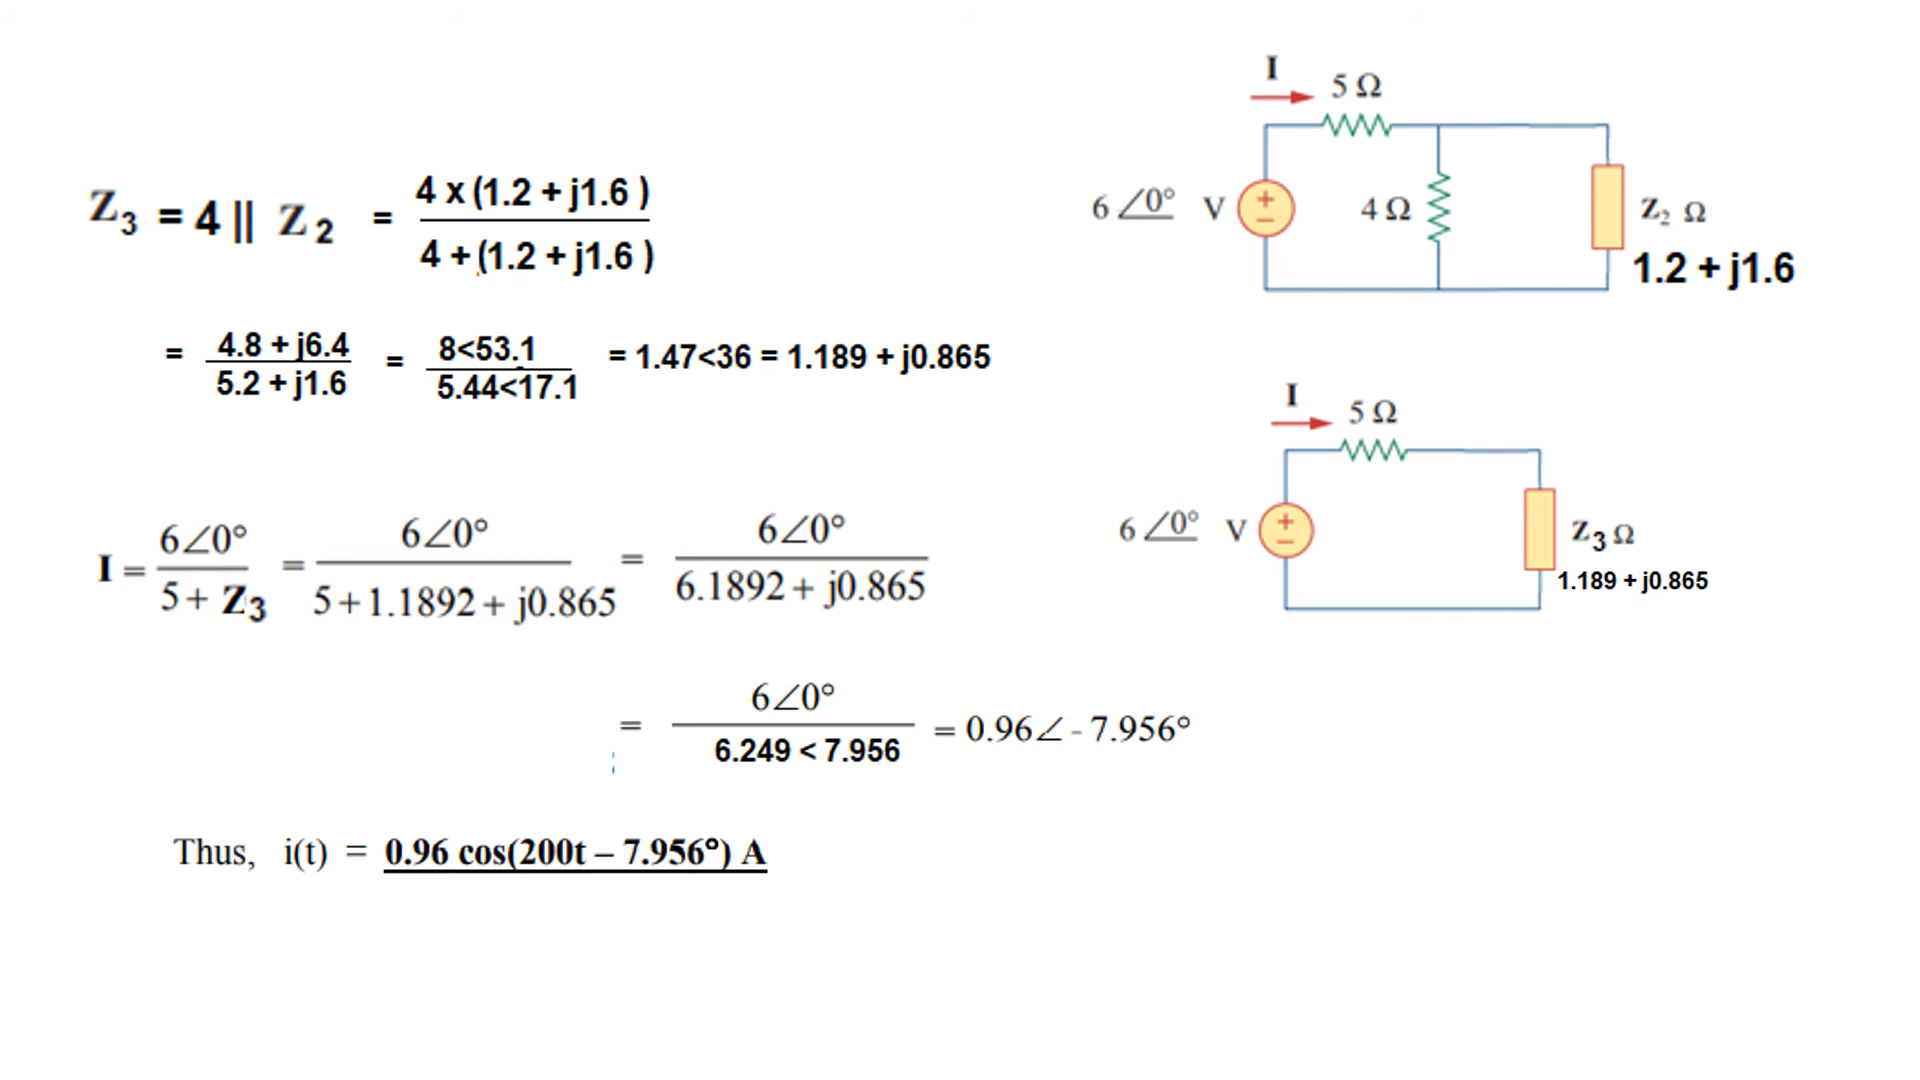 I
5 Ω
6 ∠0° V
+
−
4 Ω
Z₂ Ω
1.2 + j1.6
Z₃ = 4 || Z₂ = 4 x (1.2 + j1.6 ) / 4 + (1.2 + j1.6 )
= 4.8 + j6.4 / 5.2 + j1.6 = 8<53.1 / 5.44<17.1 = 1.47<36 = 1.189 + j0.865
I
5 Ω
6 ∠0° V
+
−
Z₃ Ω
1.189 + j0.865
I = 6∠0° / 5 + Z₃ = 6∠0° / 5 + 1.1892 + j0.865 = 6∠0° / 6.1892 + j0.865
= 6∠0° / 6.249 < 7.956 = 0.96∠ - 7.956°
Thus, i(t) = 0.96 cos(200t – 7.956°) A